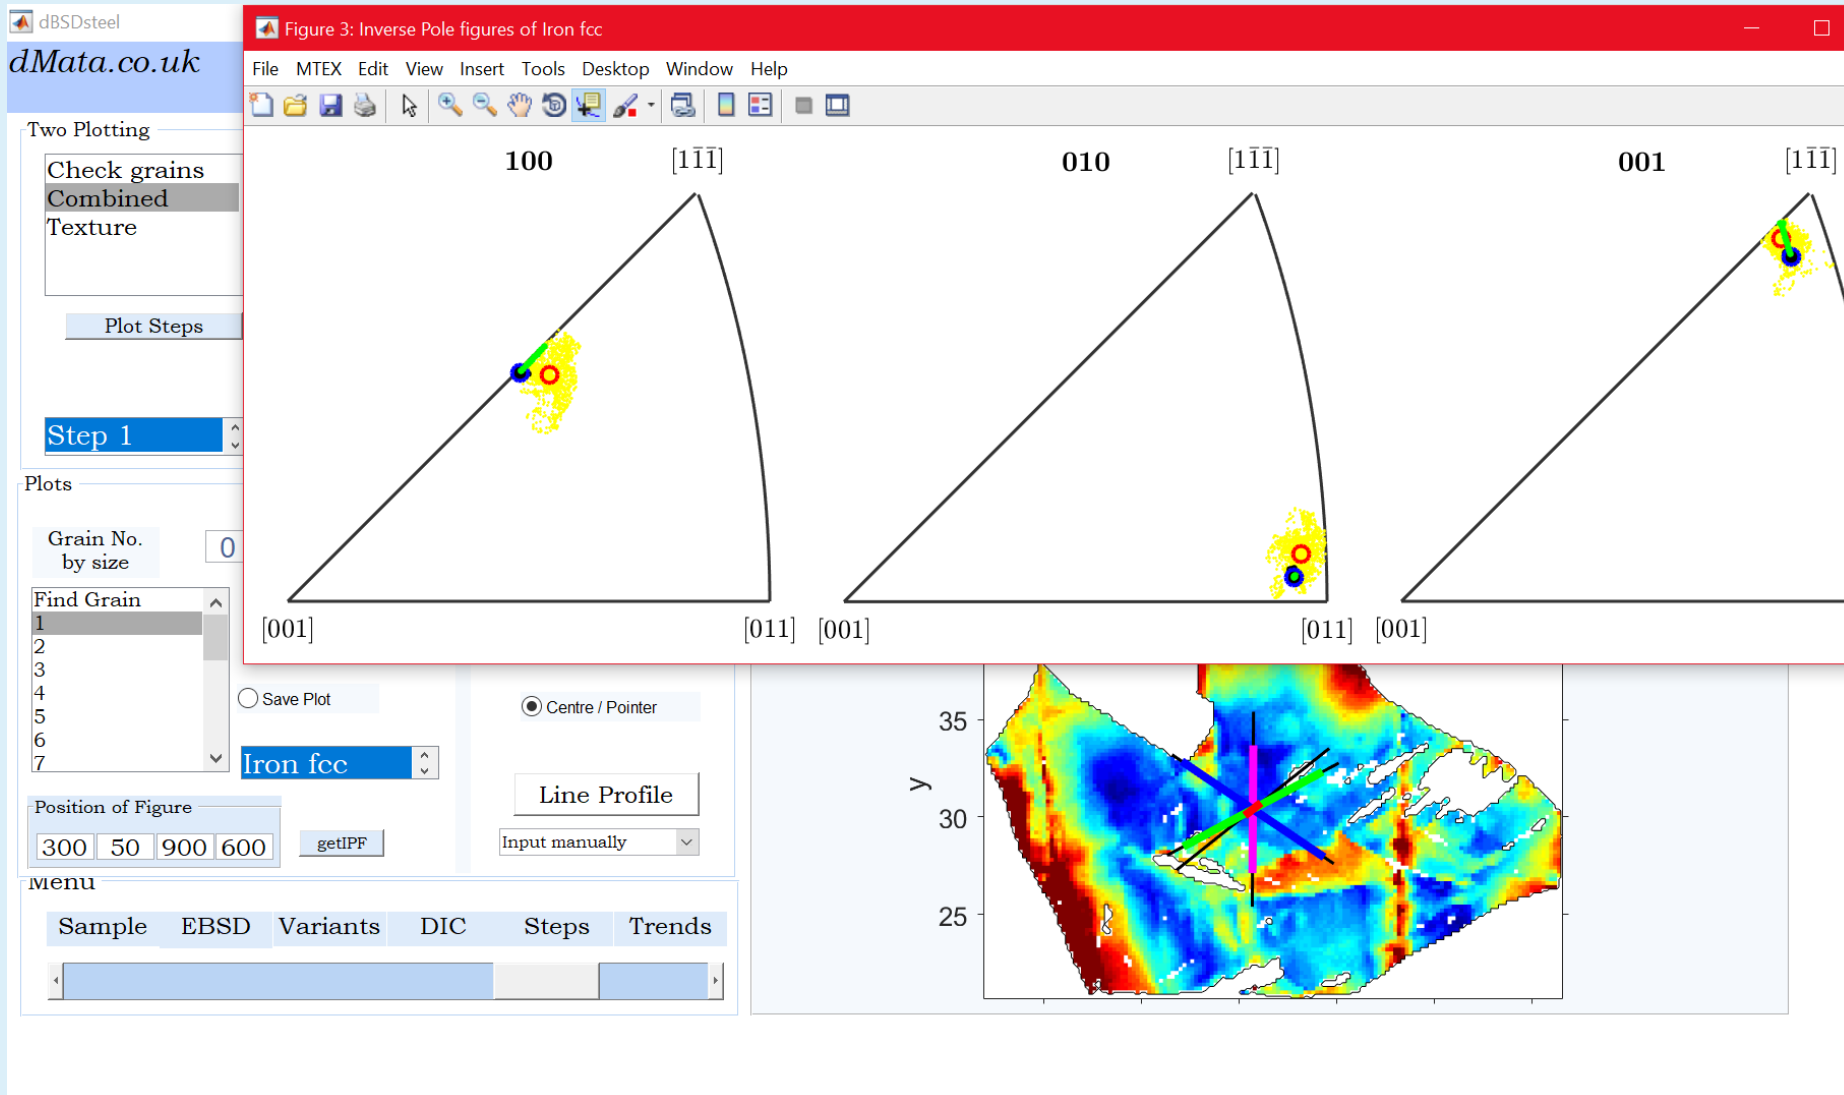 dBSDsteel
dMata.co.uk
Figure 3: Inverse Pole figures of Iron fcc
File MTEX Edit View Insert Tools Desktop Window Help
Two Plotting
Check grains
Combined
Texture
Plot Steps
Step 1
100
[11̅1̅]
[001]
[011]
010
[11̅1̅]
[001]
[011]
001
[11̅1̅]
[001]
Plots
Grain No.
by size
0
Find Grain
1
2
3
4
5
6
7
Save Plot
Iron fcc
Centre / Pointer
Line Profile
Input manually
Position of Figure
300 50 900 600
getIPF
Menu
Sample EBSD Variants DIC Steps Trends
y
35
30
25